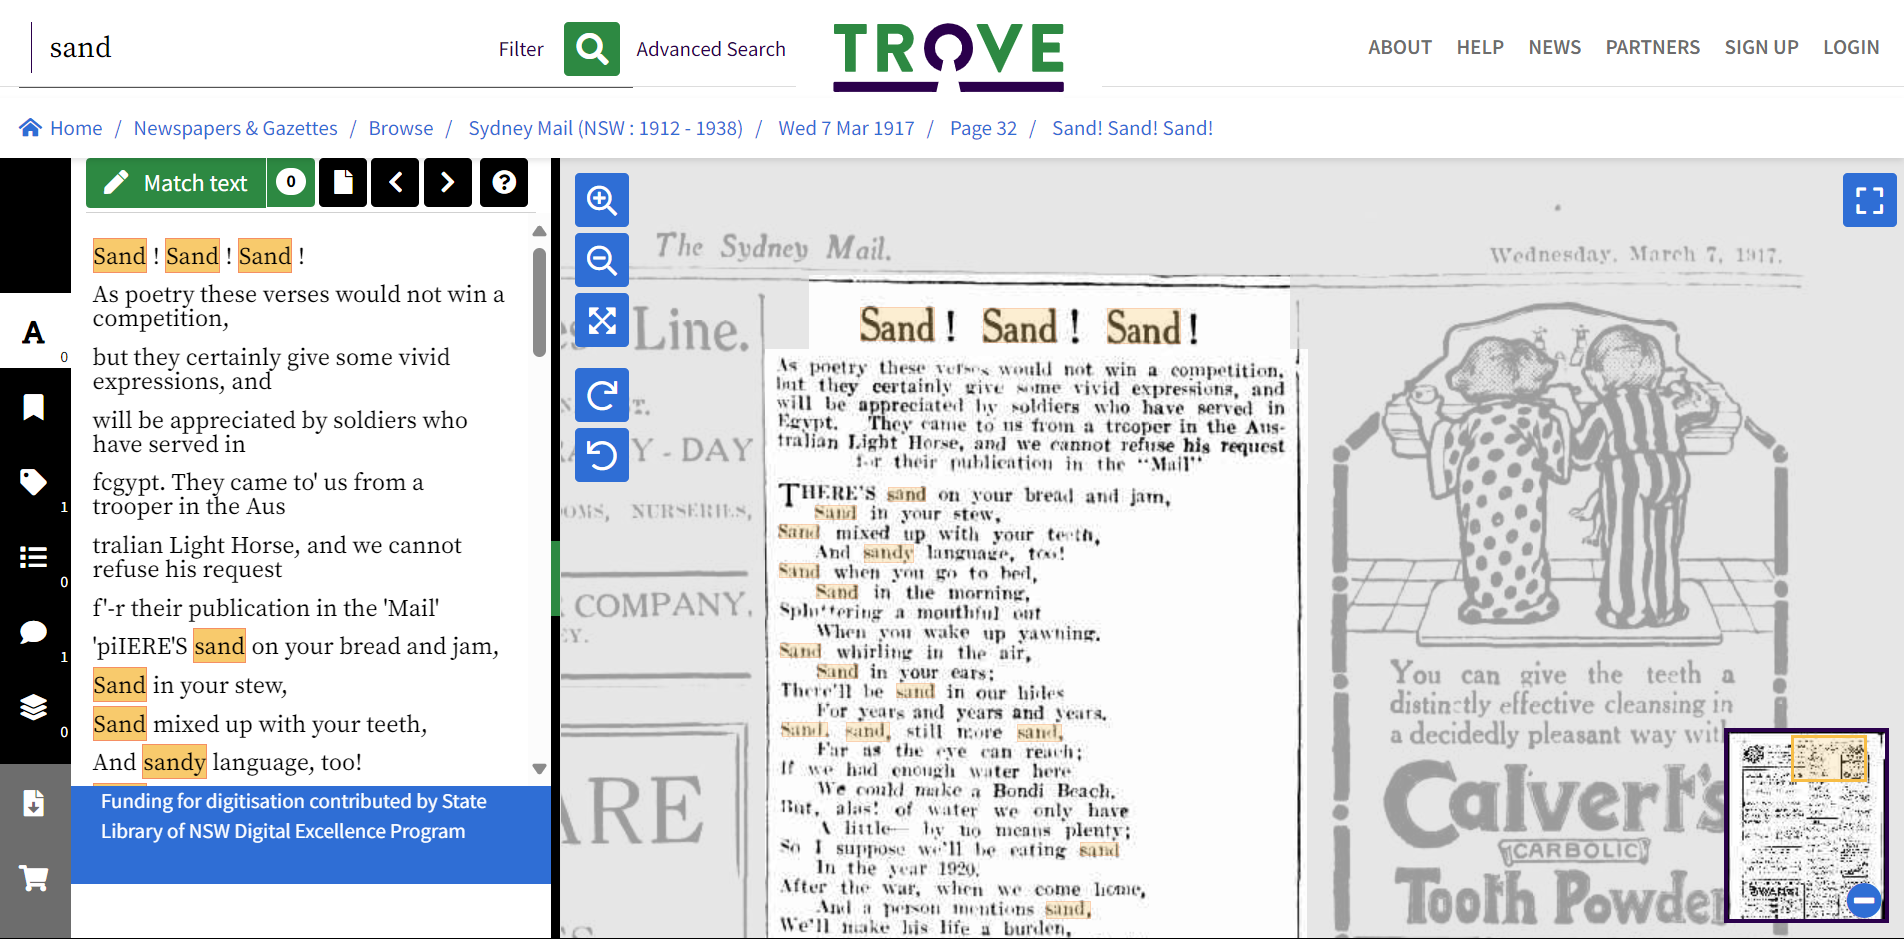 sand
Filter
Advanced Search
TROVE
ABOUT HELP NEWS PARTNERS SIGN UP LOGIN
Home / Newspapers & Gazettes / Browse / Sydney Mail (NSW : 1912 - 1938) / Wed 7 Mar 1917 / Page 32 / Sand! Sand! Sand!
Match text 0
A
0
1
0
1
0
Sand ! Sand ! Sand !
As poetry these verses would not win a
competition,
but they certainly give some vivid
expressions, and
will be appreciated by soldiers who
have served in
fcgypt. They came to' us from a
trooper in the Aus
tralian Light Horse, and we cannot
refuse his request
f'-r their publication in the 'Mail'
'piIERE'S sand on your bread and jam,
Sand in your stew,
Sand mixed up with your teeth,
And sandy language, too!
Funding for digitisation contributed by State
Library of NSW Digital Excellence Program
The Sydney Mail.
Wednesday, March 7, 1917.
Line.
T.
Y - DAY
OMS, NURSERIES,
COMPANY,
EY.
ARE
Sand ! Sand ! Sand !
As poetry these verses would not win a competition,
but they certainly give some vivid expressions, and
will be appreciated by soldiers who have served in
Egypt. They came to us from a trooper in the Aus-
tralian Light Horse, and we cannot refuse his request
for their publication in the "Mail"
THERE'S sand on your bread and jam,
Sand in your stew,
Sand mixed up with your teeth,
And sandy language, too!
Sand when you go to bed,
Sand in the morning,
Spluttering a mouthful out
When you wake up yawning.
Sand whirling in the air,
Sand in your ears;
There'll be sand in our hides
For years and years and years.
Sand, sand, still more sand,
Far as the eye can reach;
If we had enough water here
We could make a Bondi Beach.
But, alas! of water we only have
A little— by no means plenty;
So I suppose we'll be eating sand
In the year 1920.
After the war, when we come home,
And a person mentions sand,
We'll make his life a burden,
You can give the teeth a
distinctly effective cleansing in
a decidedly pleasant way wit
Calvert's
CARBOLIC
Tooth Powde